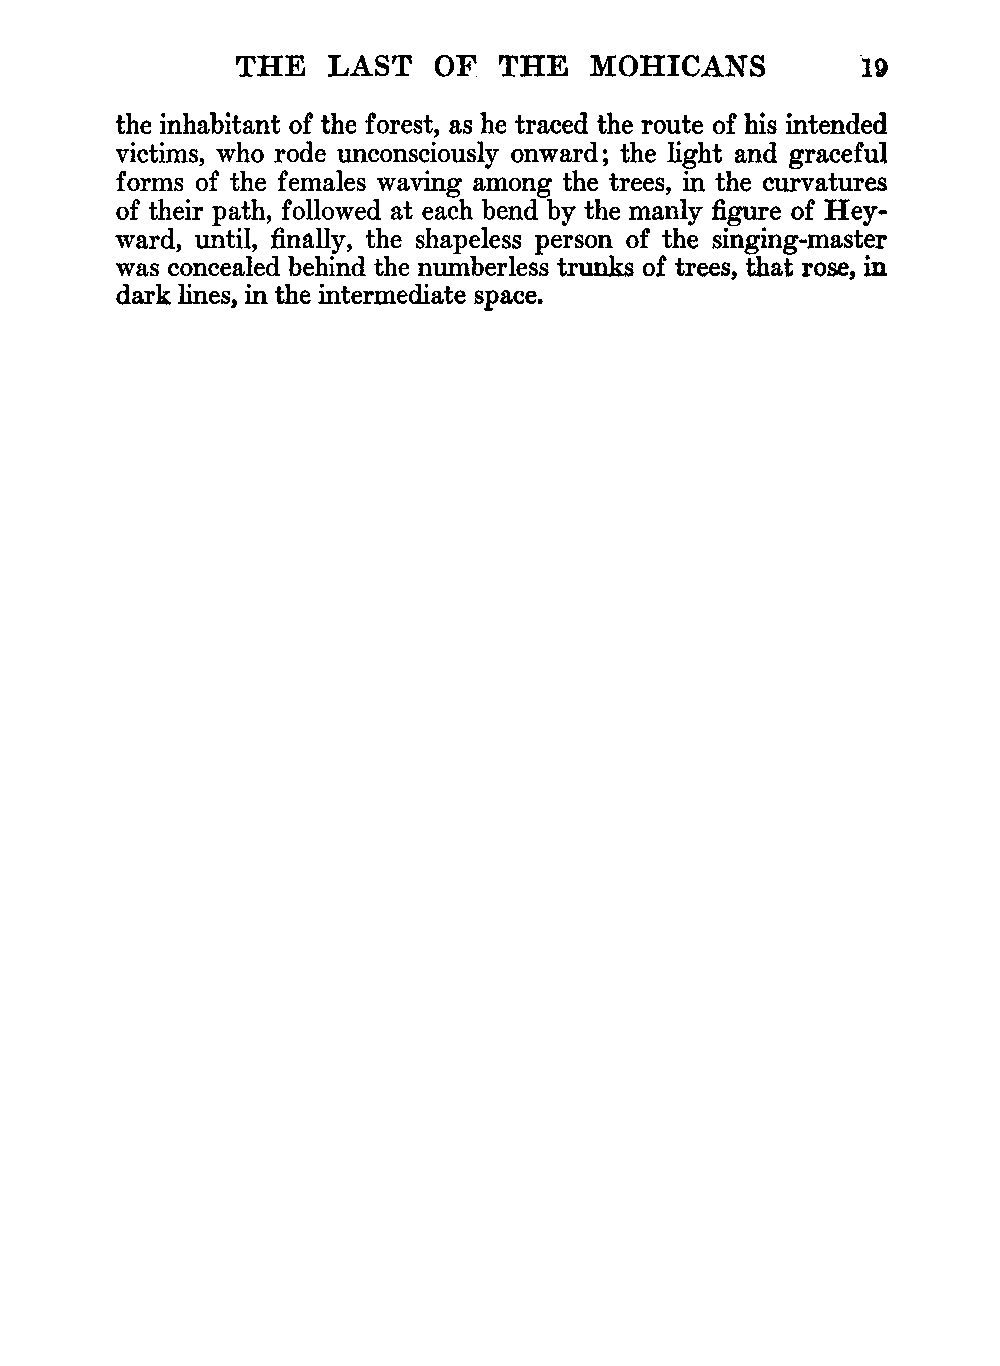 THE LAST OF THE MOHICANS 19
the inhabitant of the forest, as he traced the route of his intended
victims, who rode unconsciously onward; the light and graceful
forms of the females waving among the trees, in the curvatures
of their path, followed at each bend by the manly figure of Hey-
ward, until, finally, the shapeless person of the singing-master
was concealed behind the numberless trunks of trees, that rose, in
dark lines, in the intermediate space.